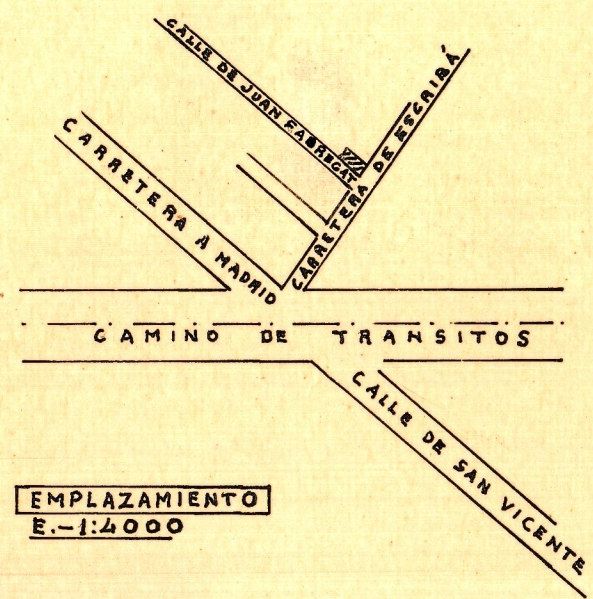 CALLE DE JUAN FABREGAT
CARRETERA DE ESCRIBÁ
CARRETERA A MADRID
CAMINO DE TRANSITOS
CALLE DE SAN VICENTE
EMPLAZAMIENTO
E.-1:4000